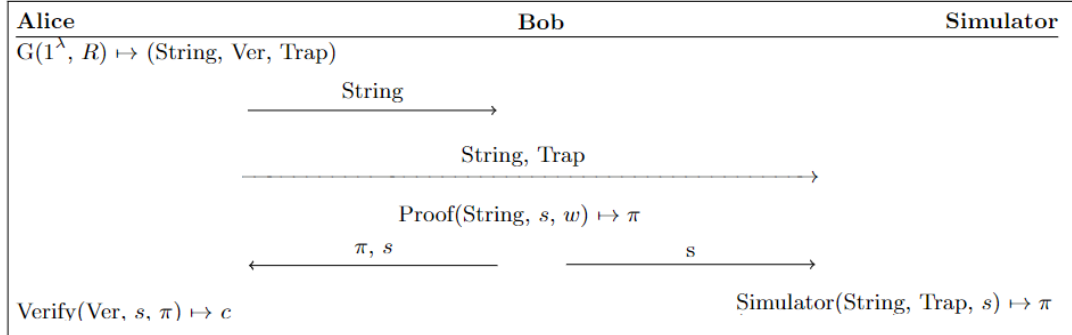 Alice Bob Simulator
G(1^λ, R) ↦ (String, Ver, Trap)
String
String, Trap
Proof(String, s, w) ↦ π
π, s s
Verify(Ver, s, π) ↦ c Simulator(String, Trap, s) ↦ π